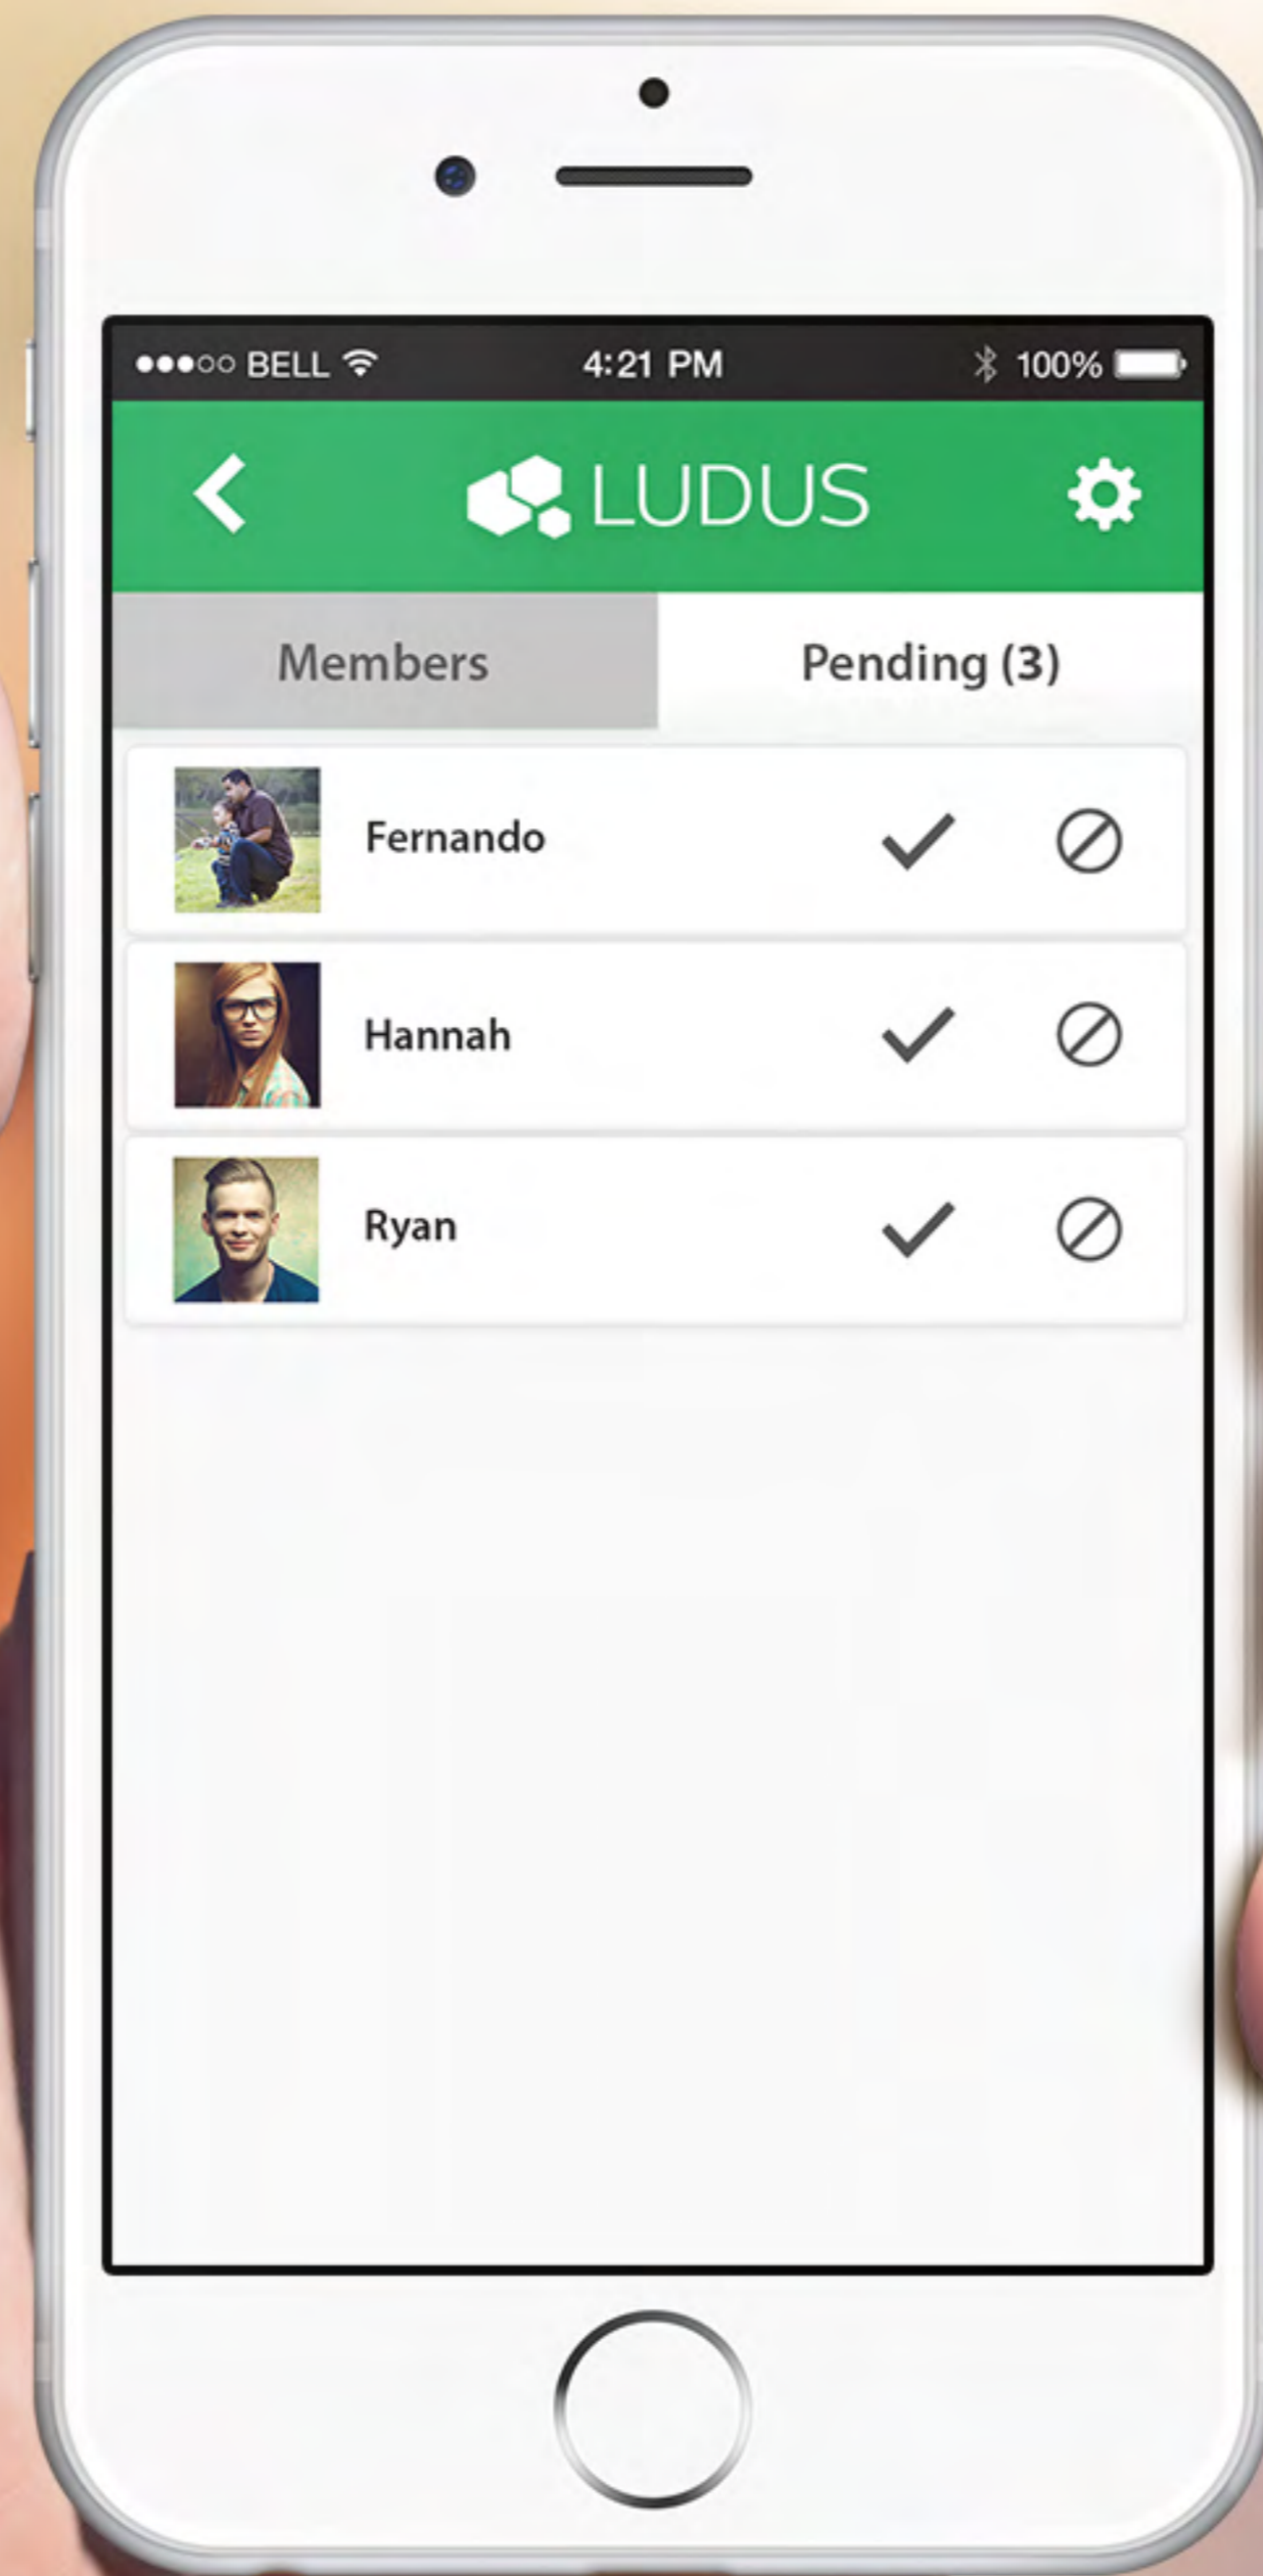 BELL 4:21 PM 100%
LUDUS
Members Pending (3)
Fernando
Hannah
Ryan